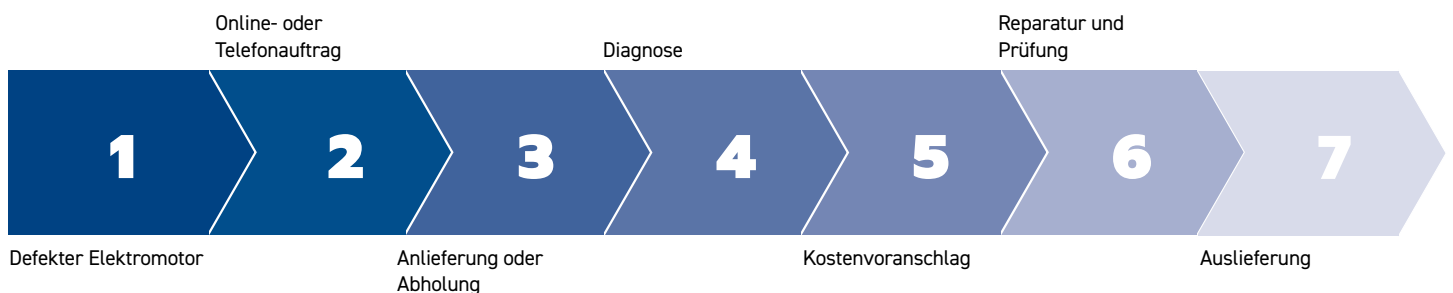 Online- oder
Telefonauftrag
Diagnose
Reparatur und
Prüfung
1
2
3
4
5
6
7
Defekter Elektromotor
Anlieferung oder
Abholung
Kostenvoranschlag
Auslieferung